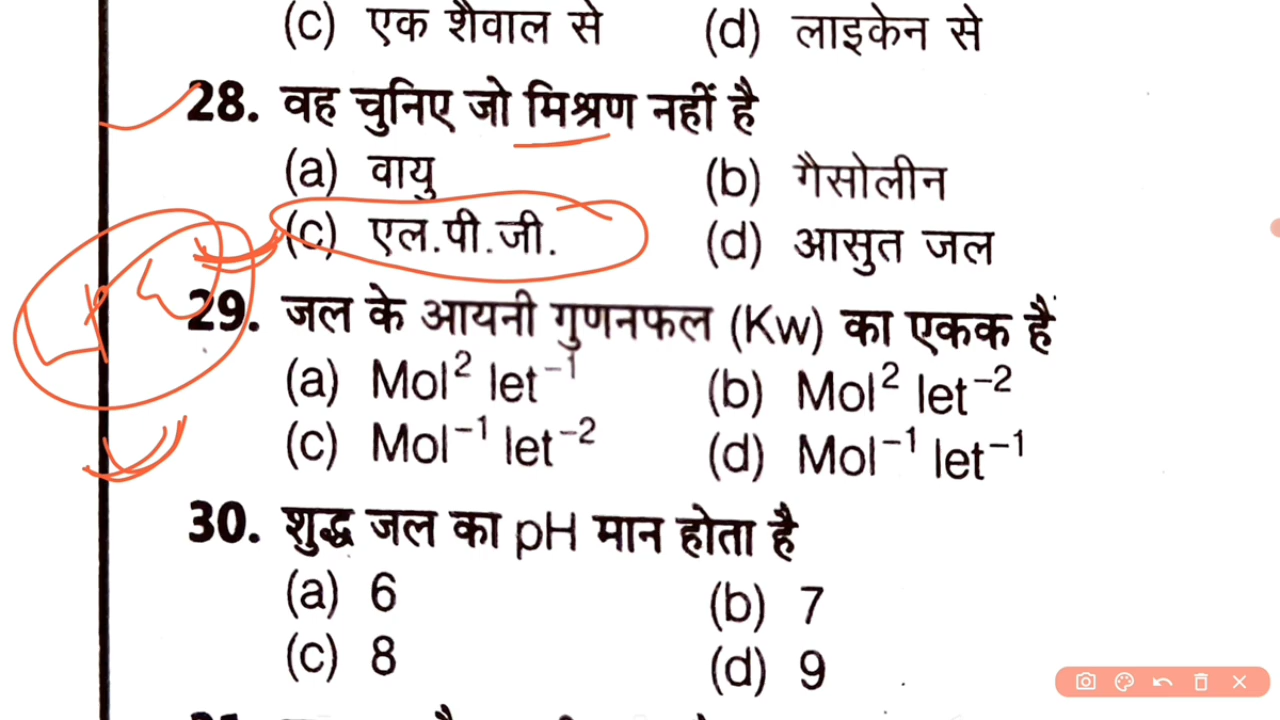 (c) एक शैवाल से (d) लाइकेन से
28. वह चुनिए जो मिश्रण नहीं है
(a) वायु (b) गैसोलीन
(c) एल.पी.जी. (d) आसुत जल
29. जल के आयनी गुणनफल (Kw) का एकक है
(a) Mol² let⁻¹ (b) Mol² let⁻²
(c) Mol⁻¹ let⁻² (d) Mol⁻¹ let⁻¹
30. शुद्ध जल का pH मान होता है
(a) 6 (b) 7
(c) 8 (d) 9